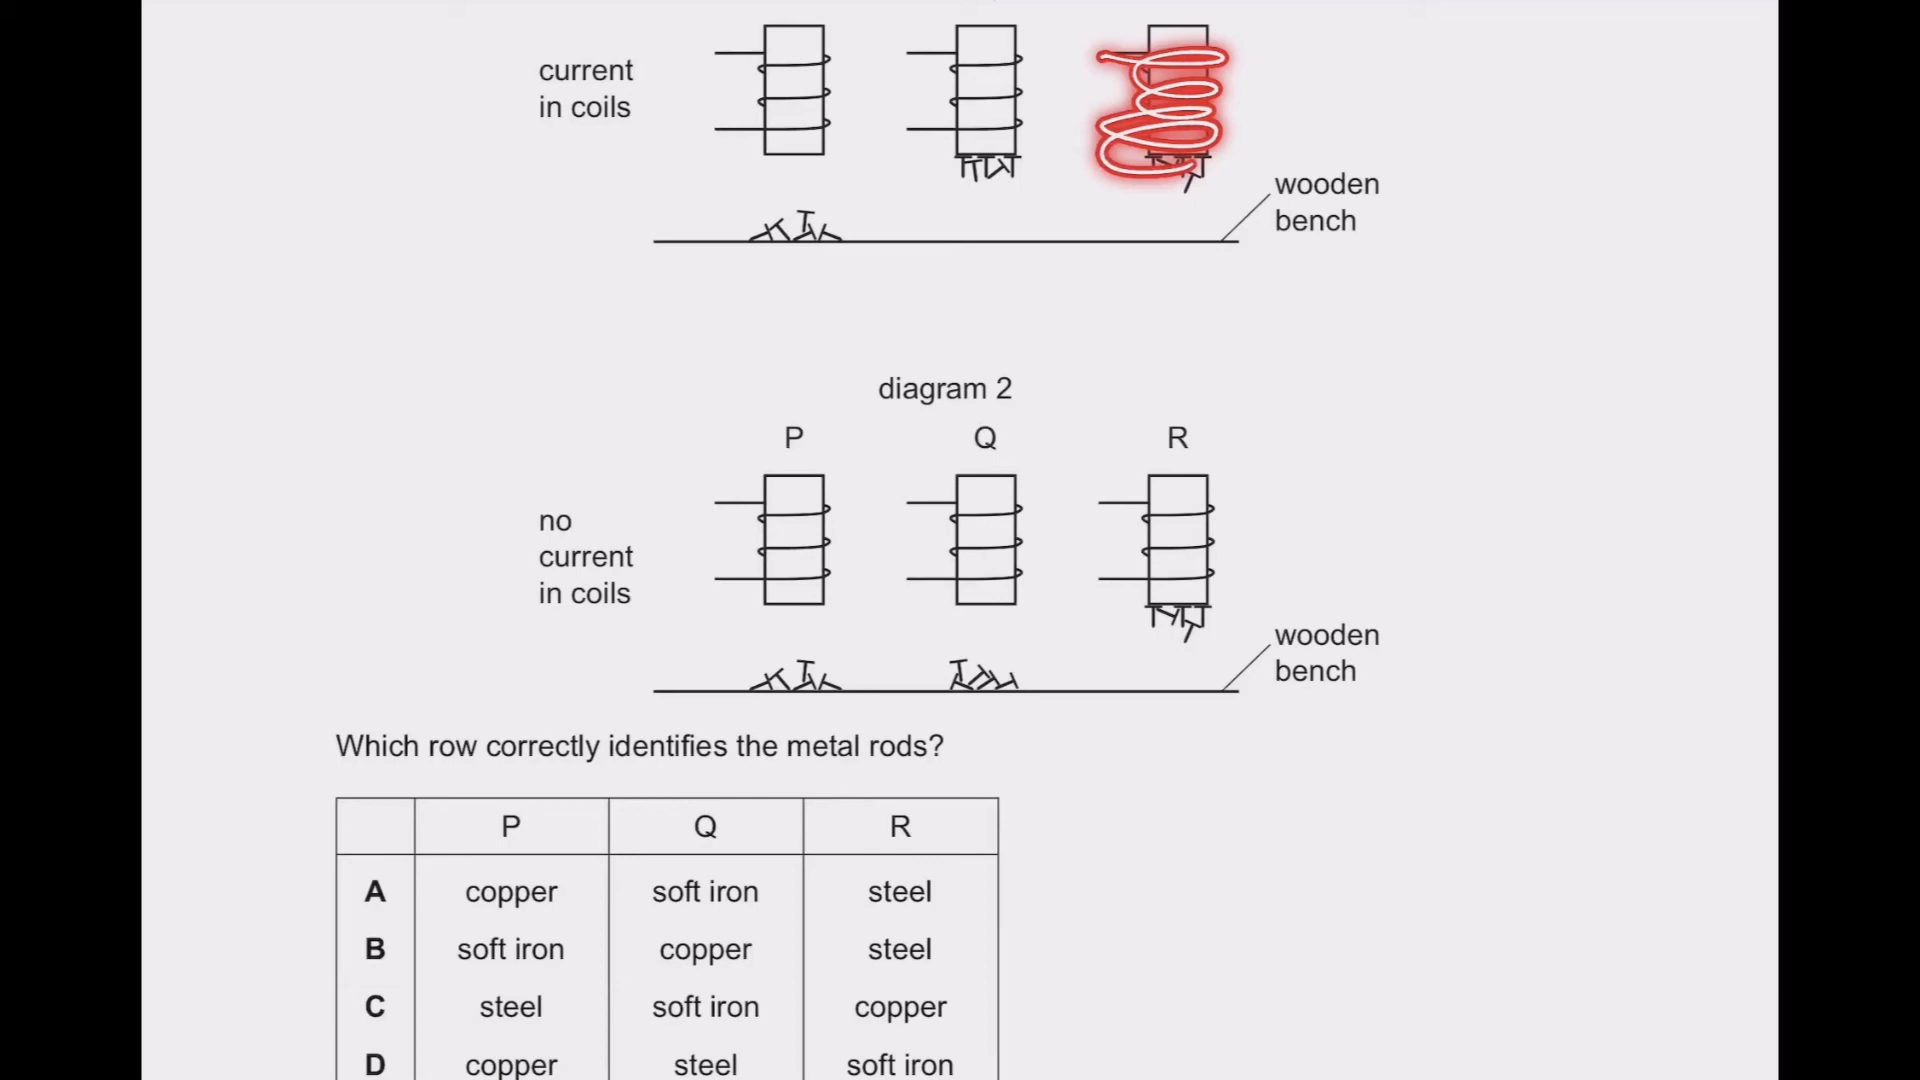 current
in coils
wooden
bench
diagram 2
P Q R
no
current
in coils
wooden
bench
Which row correctly identifies the metal rods?
P Q R
A copper soft iron steel
B soft iron copper steel
C steel soft iron copper
D copper steel soft iron